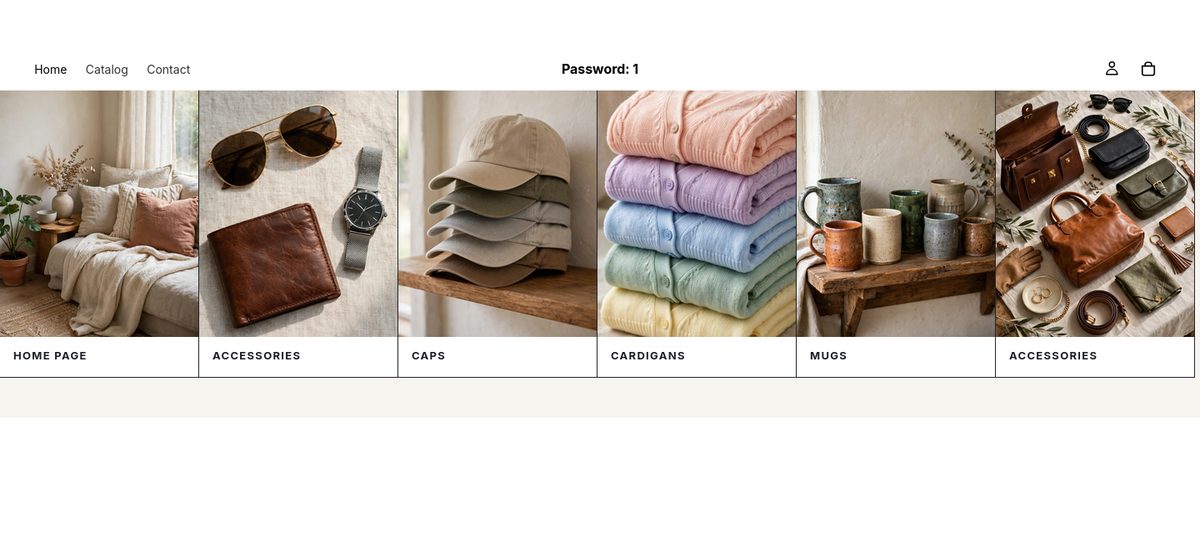 Home Catalog Contact
Password: 1
HOME PAGE
ACCESSORIES
CAPS
CARDIGANS
MUGS
ACCESSORIES